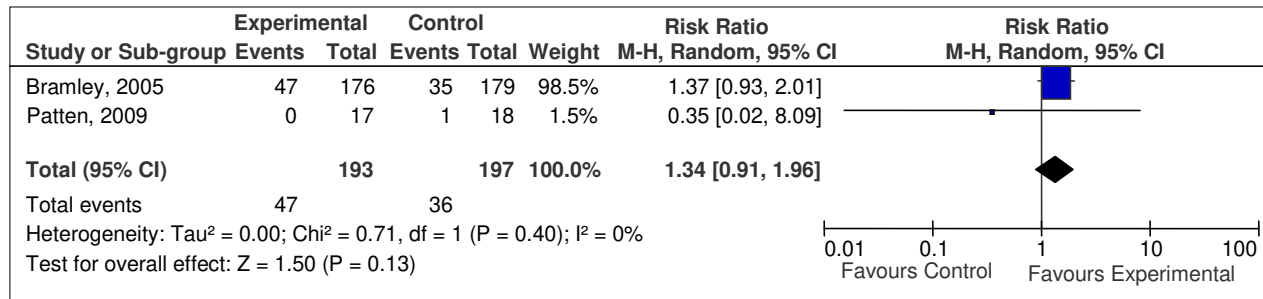 Experimental Control Risk Ratio Risk Ratio
Study or Sub-group Events Total Events Total Weight M-H, Random, 95% CI M-H, Random, 95% CI
Bramley, 2005 47 176 35 179 98.5% 1.37 [0.93, 2.01]
Patten, 2009 0 17 1 18 1.5% 0.35 [0.02, 8.09]
Total (95% CI) 193 197 100.0% 1.34 [0.91, 1.96]
Total events 47 36
Heterogeneity: Tau² = 0.00; Chi² = 0.71, df = 1 (P = 0.40); I² = 0%
Test for overall effect: Z = 1.50 (P = 0.13)
0.01 0.1 1 10 100
Favours Control Favours Experimental